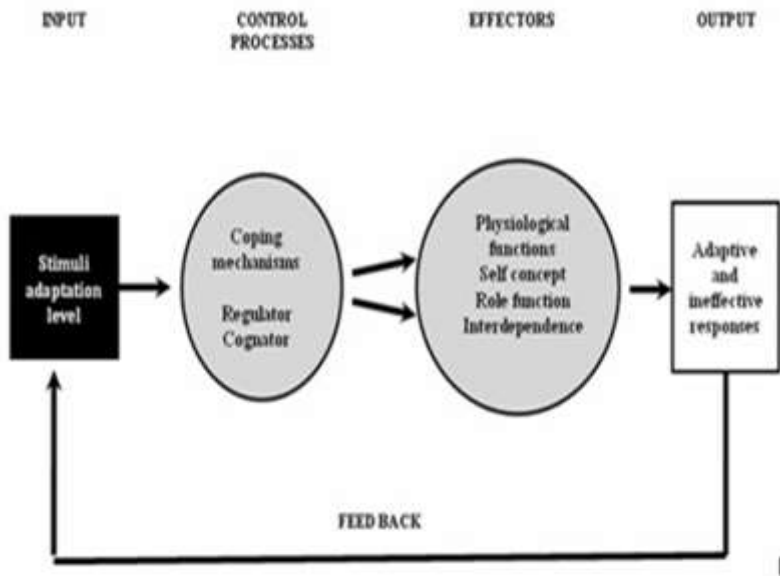 INPUT
CONTROL
PROCESSES
EFFECTORS
OUTPUT
Stimuli
adaptation
level
Coping
mechanisms
Regulator
Cognator
Physiological
functions
Self concept
Role function
Interdependence
Adaptive
and
ineffective
responses
FEED BACK